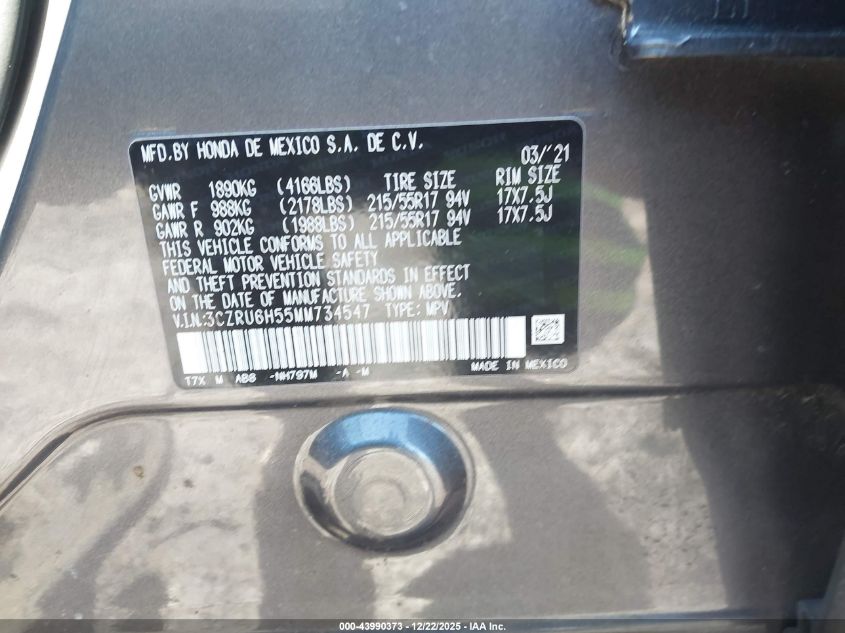 MFD.BY HONDA DE MEXICO S.A. DE C.V.
03/'21
GVWR 1890KG (4166LBS) TIRE SIZE RIM SIZE
GAWR F 988KG (2178LBS) 215/55R17 94V 17X7.5J
GAWR R 902KG (1988LBS) 215/55R17 94V 17X7.5J
THIS VEHICLE CONFORMS TO ALL APPLICABLE
FEDERAL MOTOR VEHICLE SAFETY
AND THEFT PREVENTION STANDARDS IN EFFECT
ON THE DATE OF MANUFACTURE SHOWN ABOVE.
V.I.N:3CZRU6H55MM734547 TYPE: MPV
MADE IN MEXICO
T7X M AB8 -NH797M -A -M
000-43990373 - 12/22/2025 - IAA Inc.